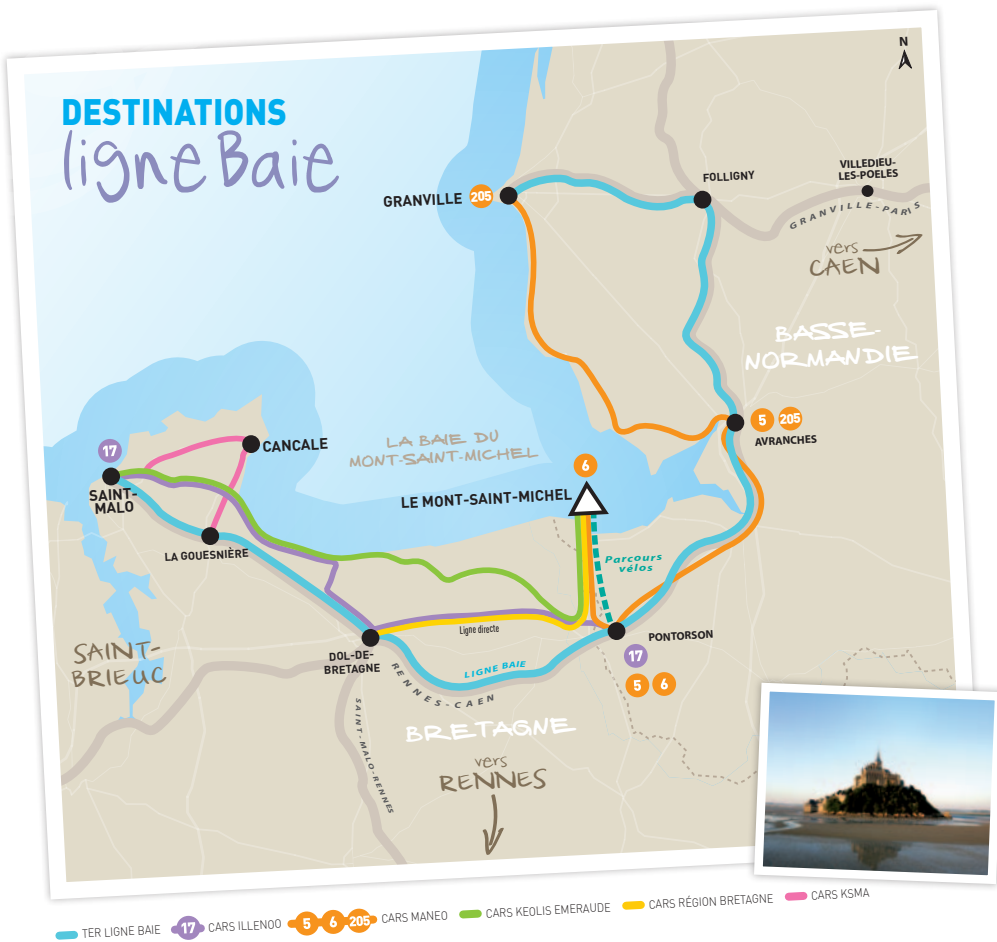 N
DESTINATIONS
ligne Baie
GRANVILLE 205
FOLLIGNY
VILLEDIEU-
LES-POELES
GRANVILLE-PARIS
vers
CAEN
BASSE-
NORMANDIE
5 205
AVRANCHES
17
SAINT-
MALO
CANCALE
LA BAIE DU
MONT-SAINT-MICHEL
6
LE MONT-SAINT-MICHEL
LA GOUESNIÈRE
Parcours
vélos
Ligne directe
PONTORSON
17
5 6
DOL-DE-
BRETAGNE
LIGNE BAIE
RENNES-CAEN
SAINT-
BRIEUC
SAINT-MALO-RENNES
BRETAGNE
vers
RENNES
TER LIGNE BAIE 17 CARS ILLENOO 5 6 205 CARS MANEO CARS KEOLIS EMERAUDE CARS RÉGION BRETAGNE CARS KSMA